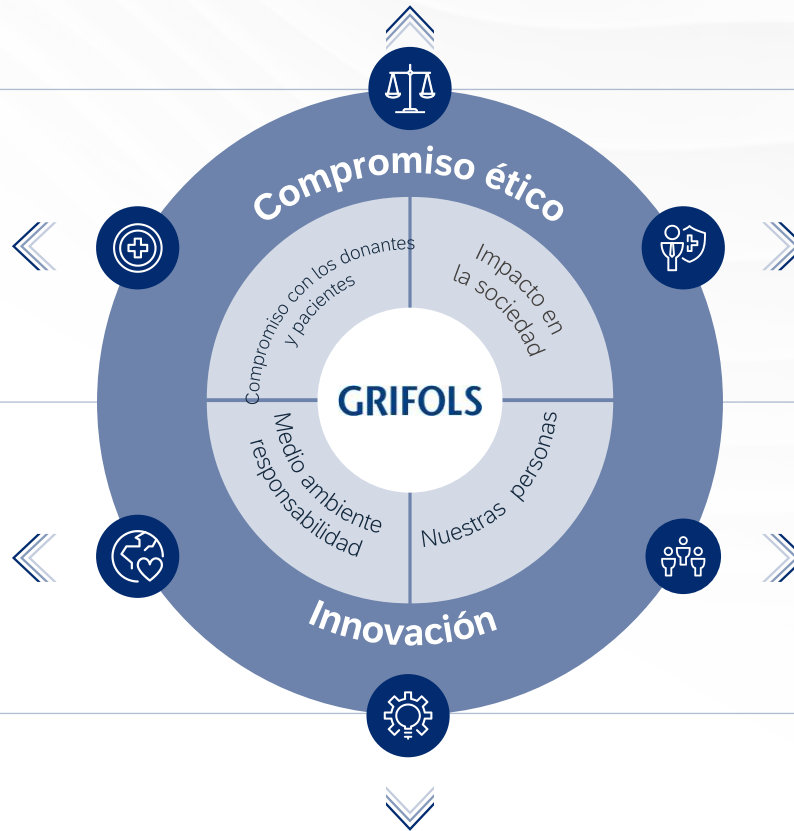 Compromiso ético
Compromiso con los donantes
y pacientes
Impacto en
la sociedad
GRIFOLS
Medio ambiente
responsabilidad
Nuestras personas
Innovación